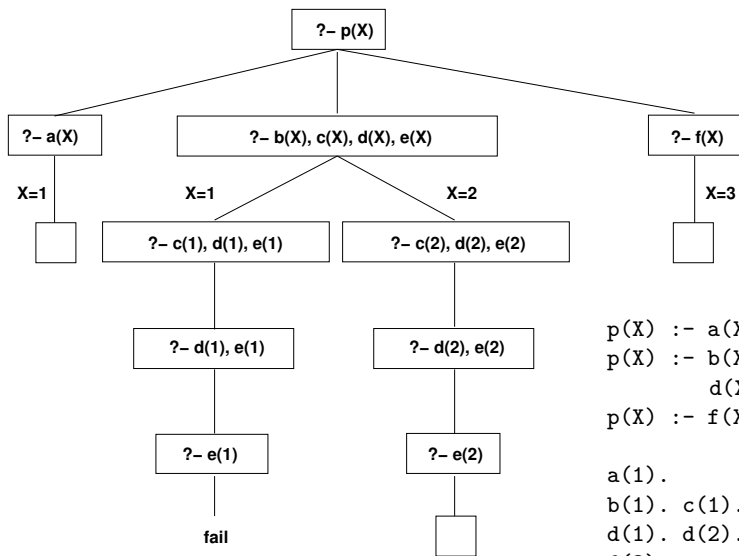 ?– p(X)
?– a(X)
?– b(X), c(X), d(X), e(X)
?– f(X)
X=1
X=1
X=2
X=3
?– c(1), d(1), e(1)
?– c(2), d(2), e(2)
?– d(1), e(1)
?– d(2), e(2)
?– e(1)
?– e(2)
fail
p(X) :- a(X
p(X) :- b(X
d(X
p(X) :- f(X
a(1).
b(1). c(1).
d(1). d(2).